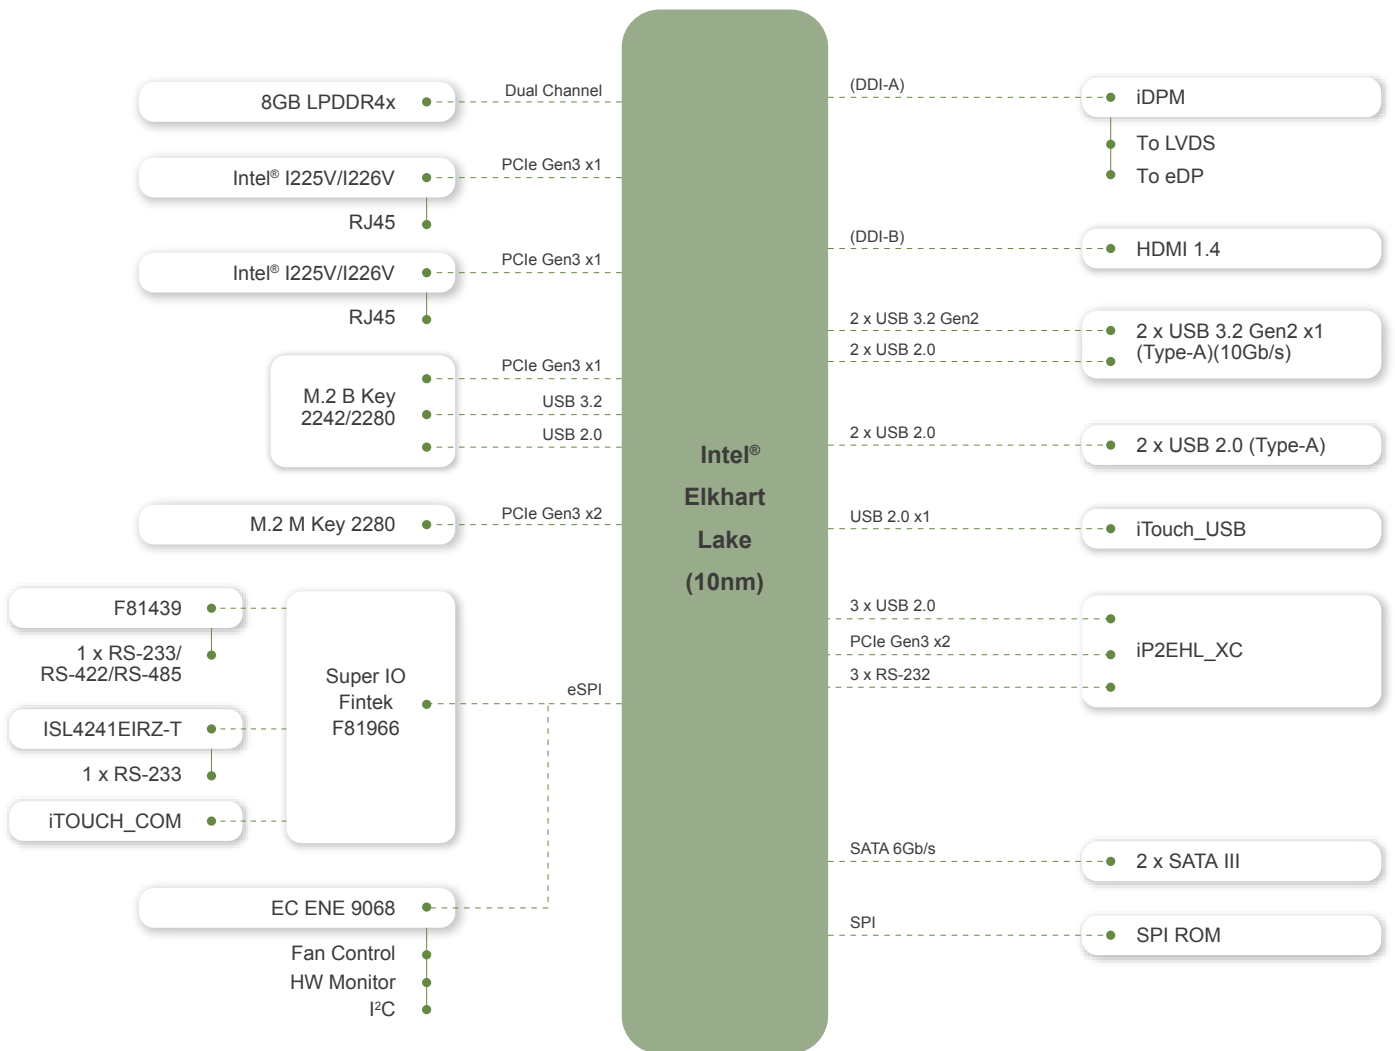 Dual Channel
8GB LPDDR4x
PCIe Gen3 x1
Intel® I225V/I226V
RJ45
PCIe Gen3 x1
Intel® I225V/I226V
RJ45
PCIe Gen3 x1
M.2 B Key
2242/2280
USB 3.2
USB 2.0
PCIe Gen3 x2
M.2 M Key 2280
F81439
1 x RS-233/
RS-422/RS-485
ISL4241EIRZ-T
1 x RS-233
iTOUCH_COM
Super IO
Fintek
F81966
eSPI
EC ENE 9068
Fan Control
HW Monitor
I²C
Intel®
Elkhart
Lake
(10nm)
(DDI-A)
iDPM
To LVDS
To eDP
(DDI-B)
HDMI 1.4
2 x USB 3.2 Gen2
2 x USB 2.0
2 x USB 3.2 Gen2 x1
(Type-A)(10Gb/s)
2 x USB 2.0
2 x USB 2.0 (Type-A)
USB 2.0 x1
iTouch_USB
3 x USB 2.0
PCIe Gen3 x2
3 x RS-232
iP2EHL_XC
SATA 6Gb/s
2 x SATA III
SPI
SPI ROM